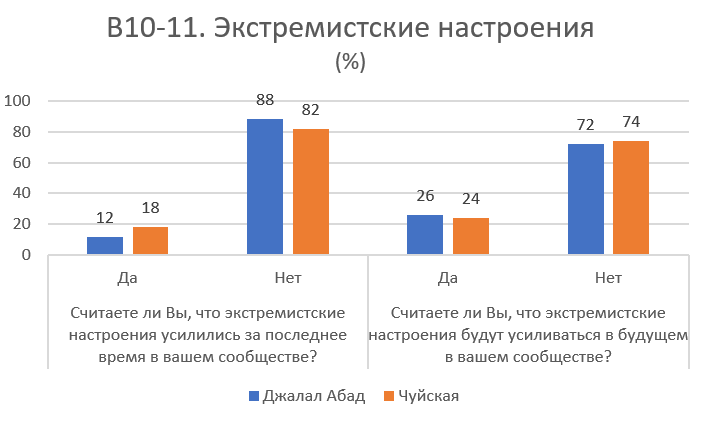 В10-11. Экстремистские настроения
(%)
100
80
60
40
20
0
12
18
88
82
26
24
72
74
Да
Нет
Да
Нет
Считаете ли Вы, что экстремистские
настроения усилились за последнее
время в вашем сообществе?
Считаете ли Вы, что экстремистские
настроения будут усиливаться в будущем
в вашем сообществе?
Джалал Абад
Чуйская